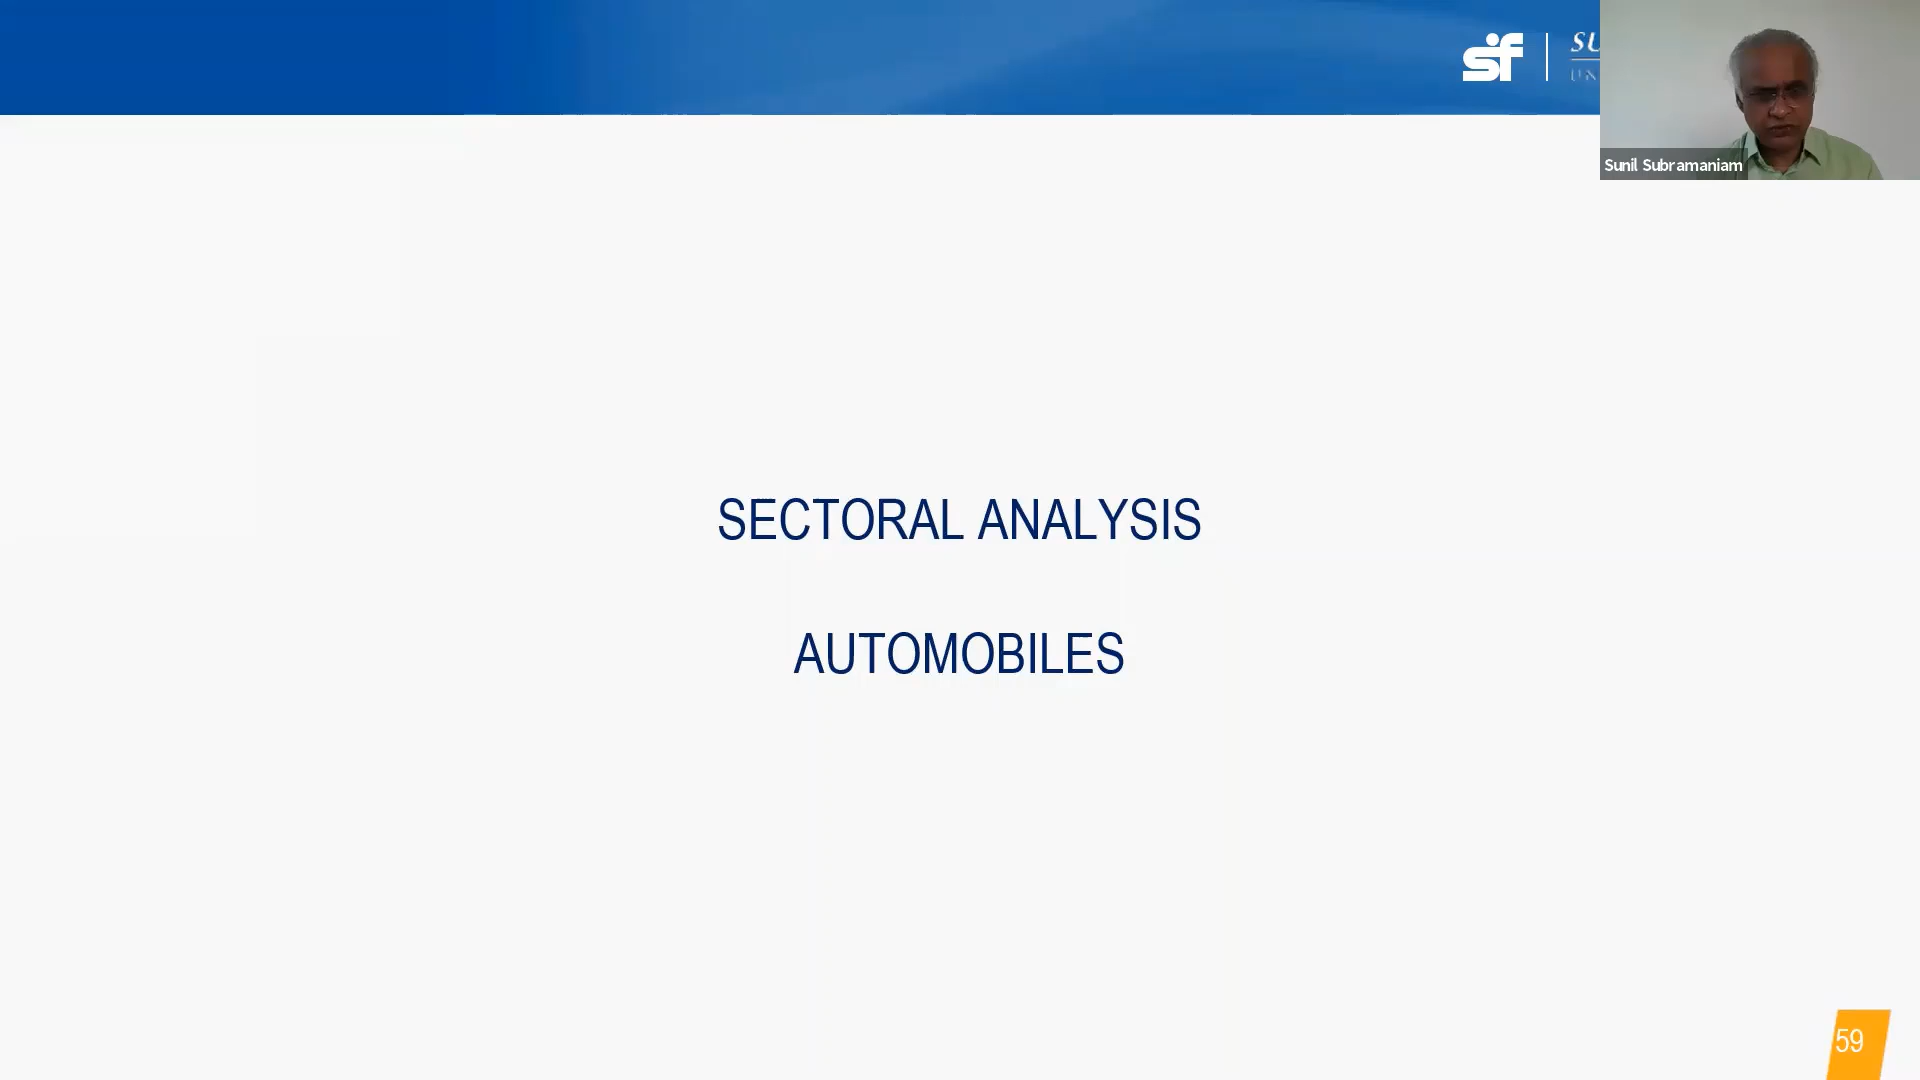 sf
Sunil Subramaniam
SECTORAL ANALYSIS
AUTOMOBILES
59